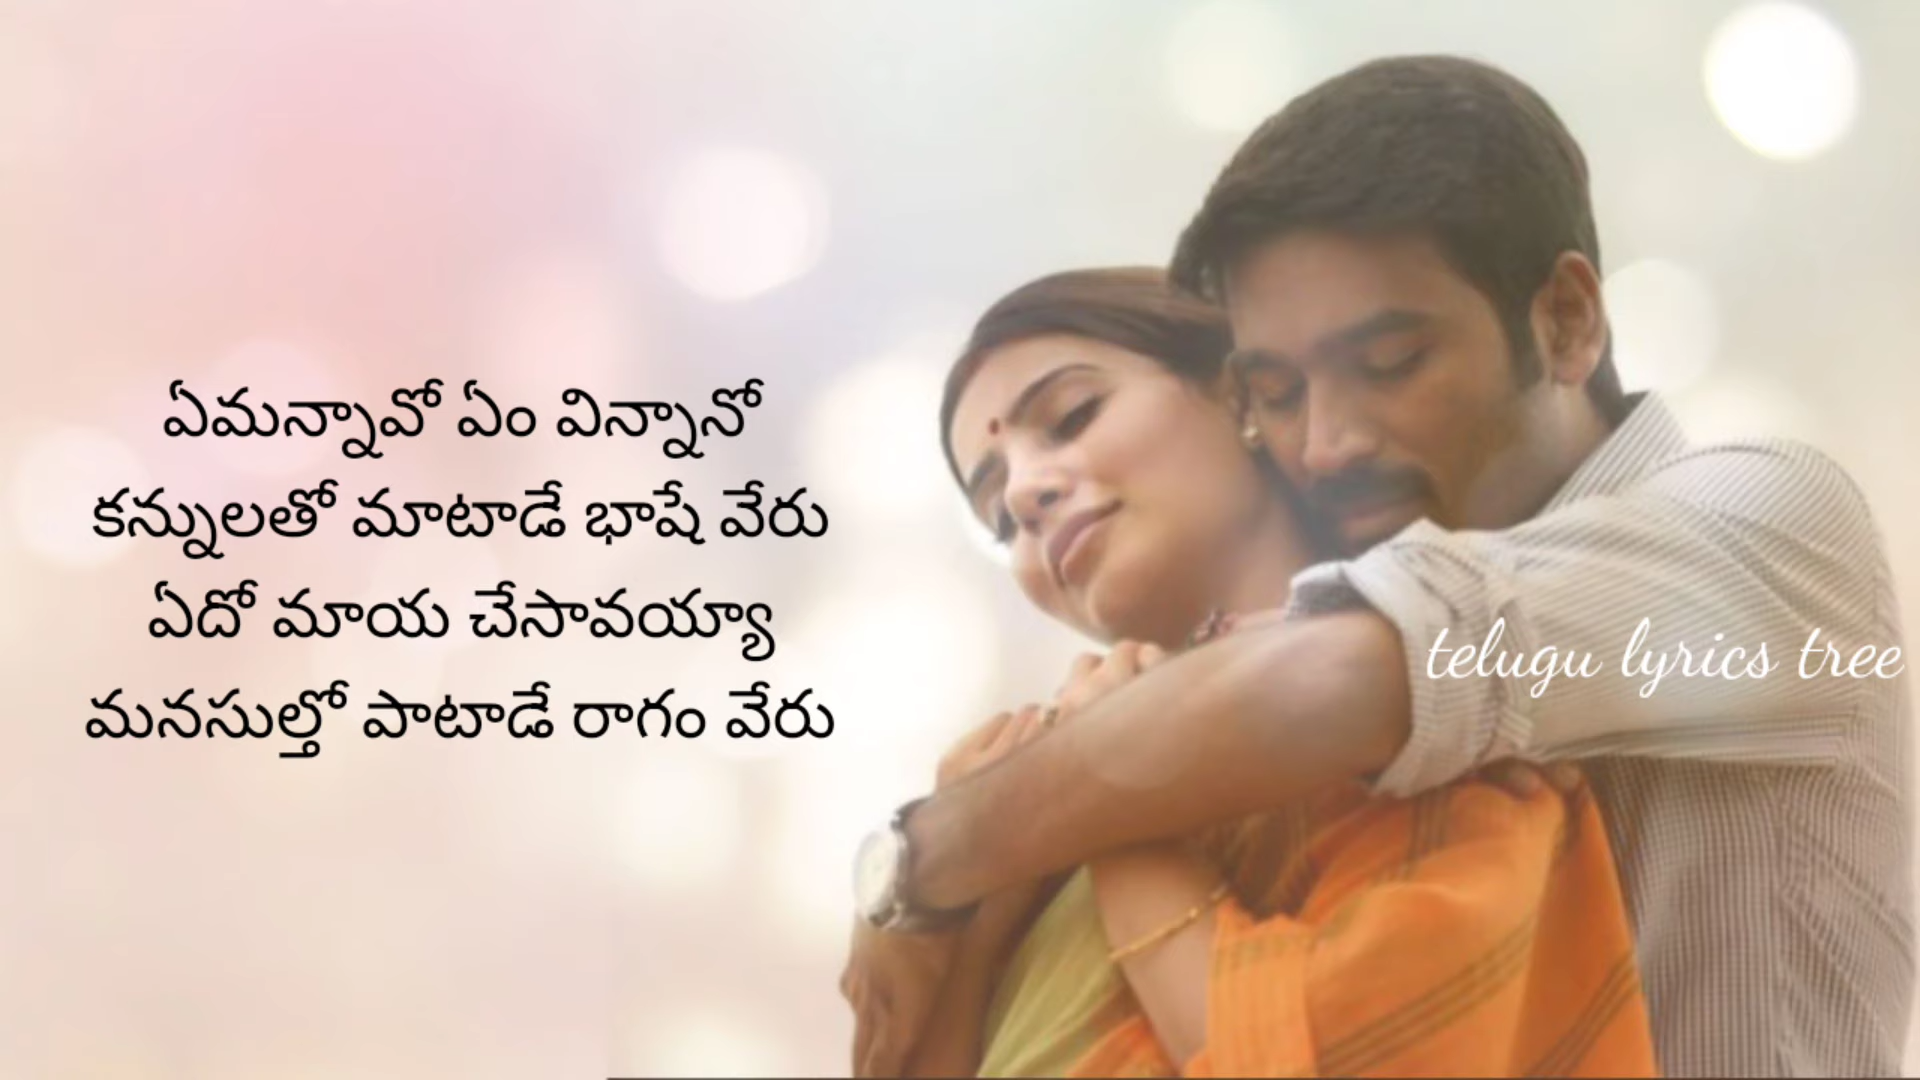 ఏమన్నావో ఏం విన్నానో
కన్నులతో మాటాడే భాషే వేరు
ఏదో మాయ చేసావయ్యా
మనసుల్తో పాటాడే రాగం వేరు
telugu lyrics tree